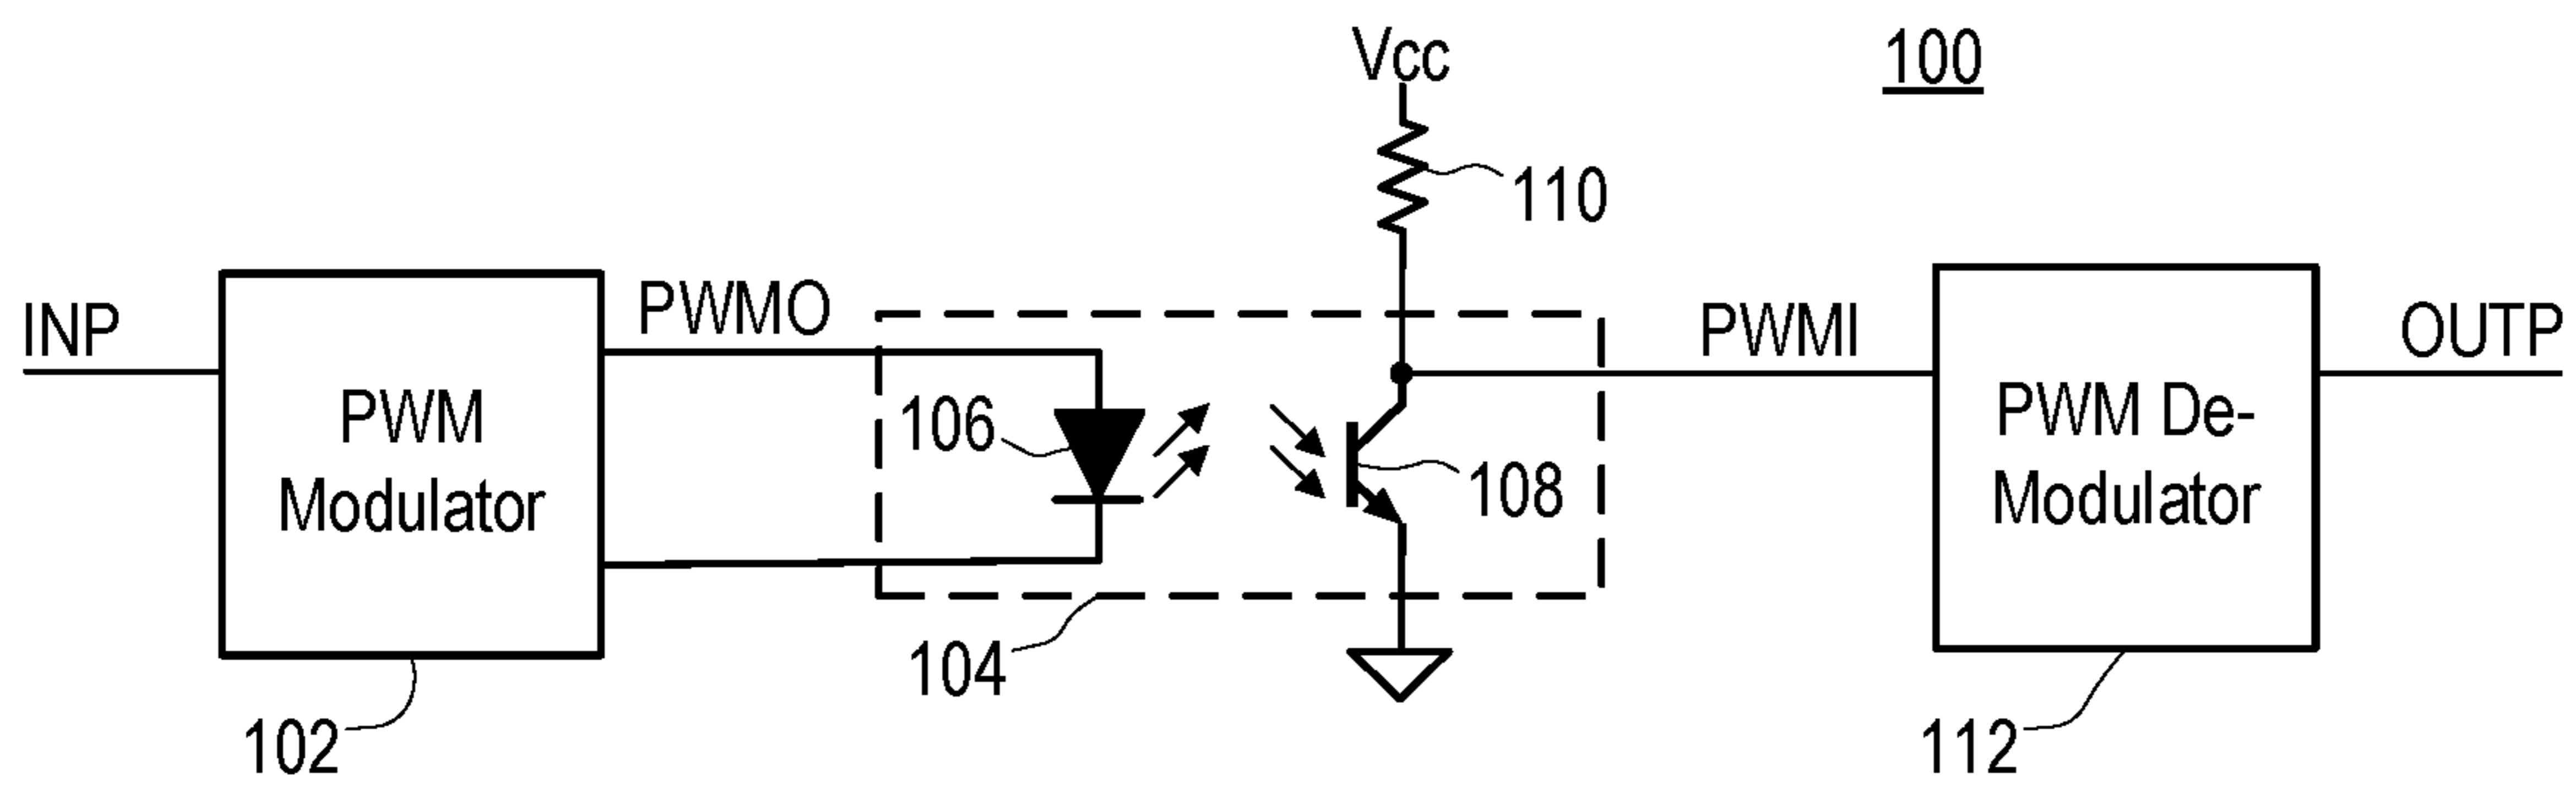 Vcc
100
110
INP
PWMO
PWMI
OUTP
PWM
Modulator
106
108
PWM De-
Modulator
104
102
112